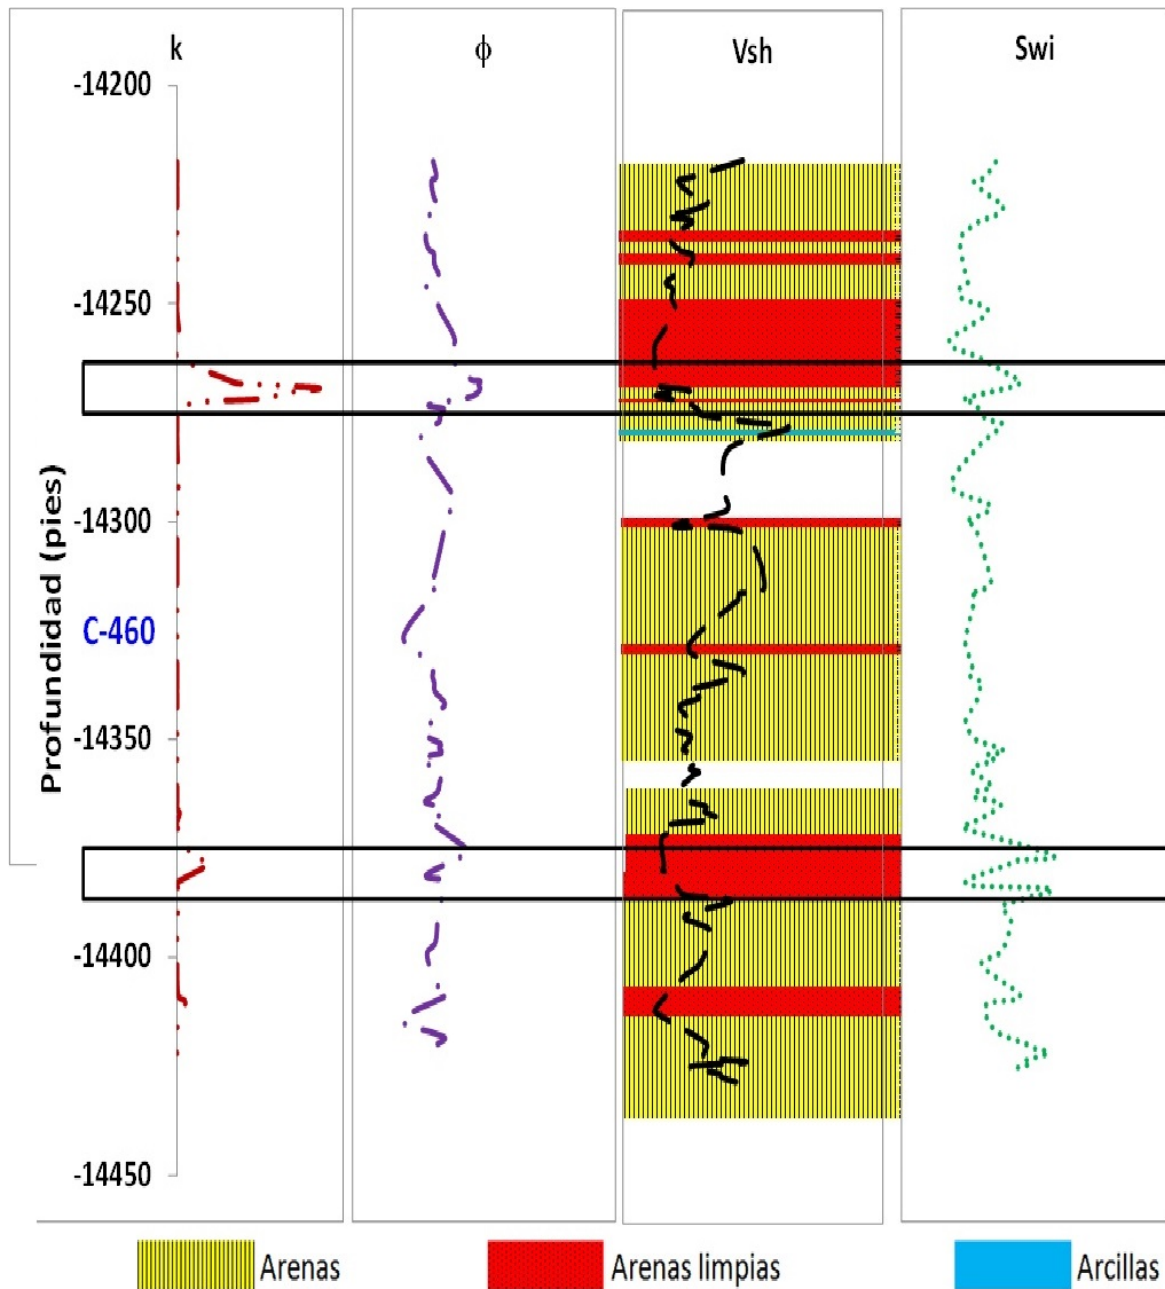 k
ϕ
Vsh
Swi
-14200
-14250
-14300
-14350
-14400
-14450
Profundidad (pies)
C-460
Arenas
Arenas limpias
Arcillas